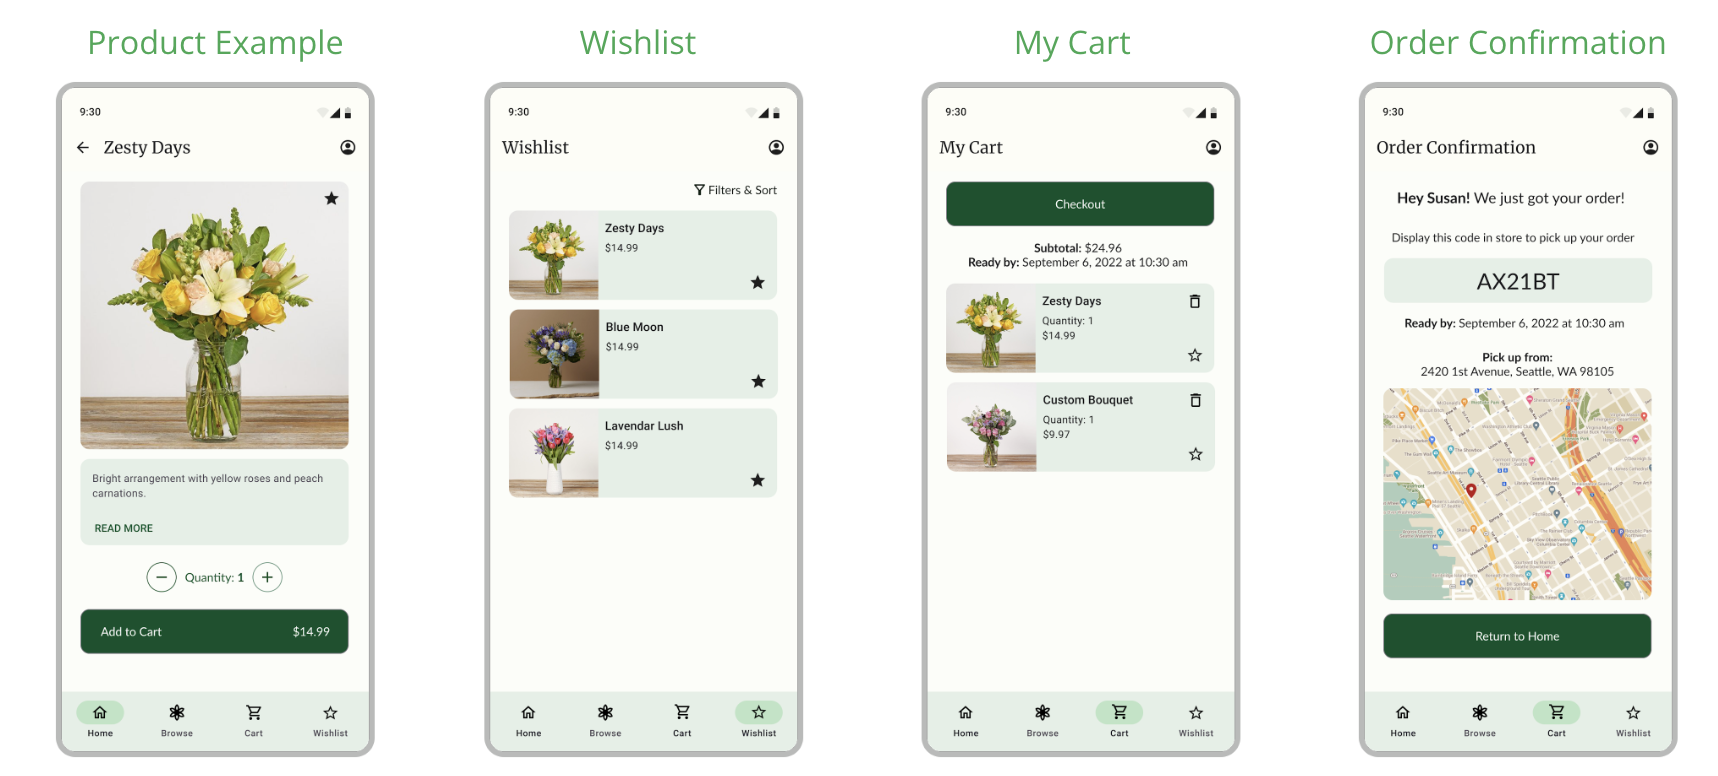 Product Example
9:30
Zesty Days
Bright arrangement with yellow roses and peach
carnations.
READ MORE
Quantity: 1
Add to Cart $14.99
Home Browse Cart Wishlist
Wishlist
9:30
Wishlist
Filters & Sort
Zesty Days
$14.99
Blue Moon
$14.99
Lavendar Lush
$14.99
Home Browse Cart Wishlist
My Cart
9:30
My Cart
Checkout
Subtotal: $24.96
Ready by: September 6, 2022 at 10:30 am
Zesty Days
Quantity: 1
$14.99
Custom Bouquet
Quantity: 1
$9.97
Home Browse Cart Wishlist
Order Confirmation
9:30
Order Confirmation
Hey Susan! We just got your order!
Display this code in store to pick up your order
AX21BT
Ready by: September 6, 2022 at 10:30 am
Pick up from:
2420 1st Avenue, Seattle, WA 98105
Return to Home
Home Browse Cart Wishlist